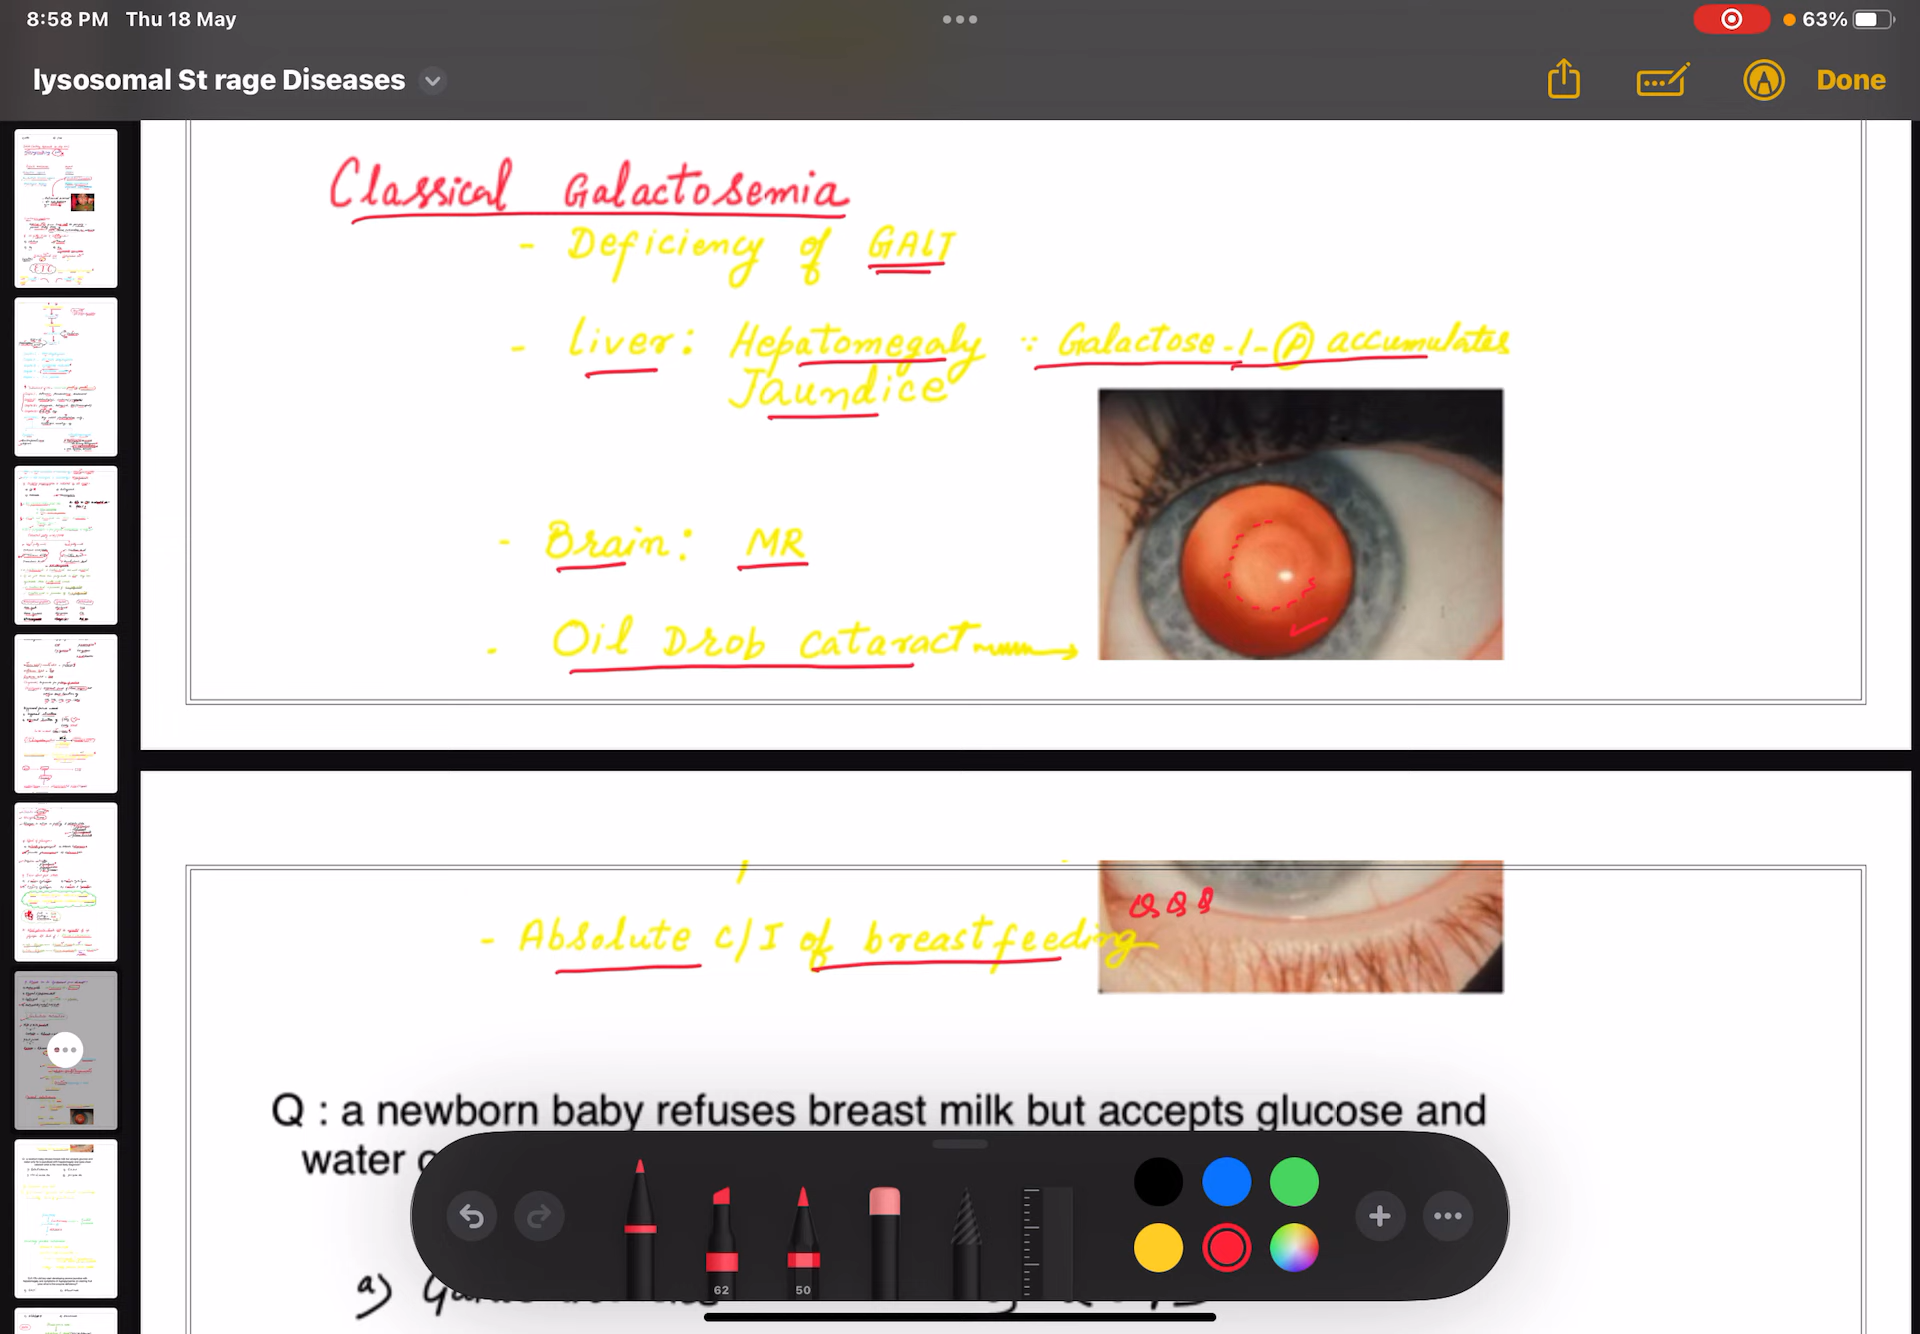 8:58 PM Thu 18 May
63%
lysosomal St rage Diseases
Done
Classical Galactosemia
- Deficiency of GALT
- Liver: Hepatomegaly ∵ Galactose-1-(P) accumulates
Jaundice
- Brain: MR
- Oil Drob Cataract
- Absolute C/I of breastfeeding
Q : a newborn baby refuses breast milk but accepts glucose and
water
a)
62
50